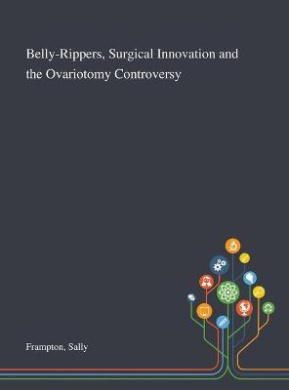 Belly-Rippers, Surgical Innovation and
the Ovariotomy Controversy
Frampton, Sally